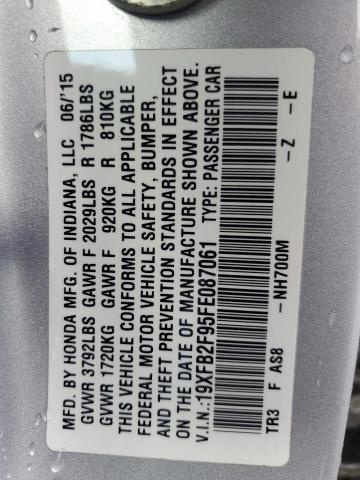 MFD. BY HONDA MFG. OF INDIANA, LLC 06/15
GVWR 3792LBS GAWR F 2029LBS R 1786LBS
GVWR 1720KG GAWR F 920KG R 810KG
THIS VEHICLE CONFORMS TO ALL APPLICABLE
FEDERAL MOTOR VEHICLE SAFETY, BUMPER,
AND THEFT PREVENTION STANDARDS IN EFFECT
ON THE DATE OF MANUFACTURE SHOWN ABOVE.
V.I.N.:19XFB2F95FE087061 TYPE: PASSENGER CAR
TR3 F AS8 -NH700M -Z -E